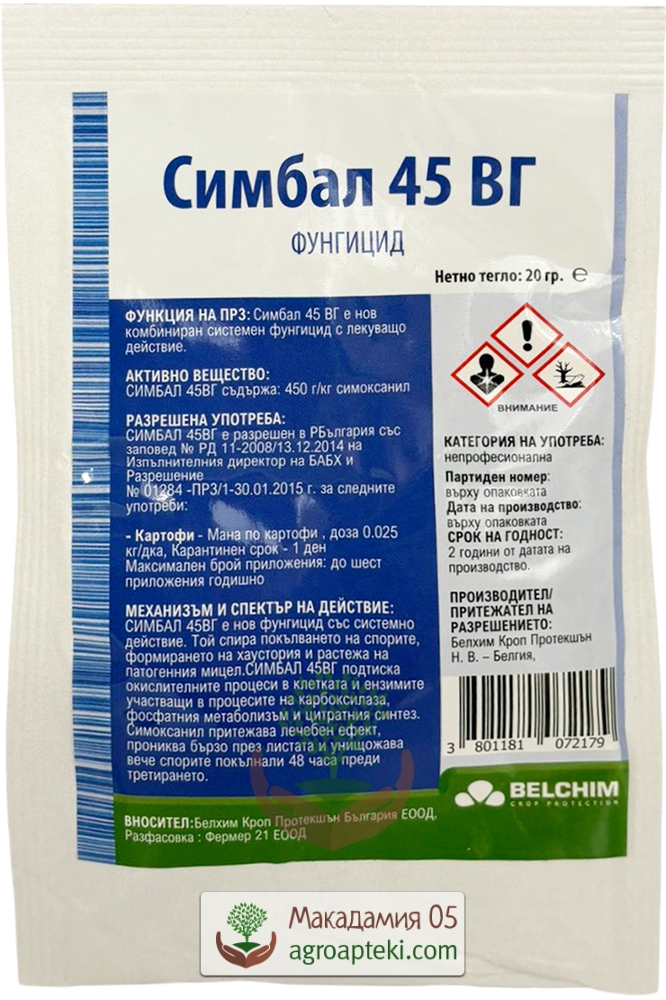 Симбал 45 ВГ
ФУНГИЦИД
Нетно тегло: 20 гр. e
ФУНКЦИЯ НА ПРЗ: Симбал 45 ВГ е нов
комбиниран системен фунгицид с лекуващо
действие.
АКТИВНО ВЕЩЕСТВО:
СИМБАЛ 45ВГ съдържа: 450 г/кг симоксанил
РАЗРЕШЕНА УПОТРЕБА:
СИМБАЛ 45ВГ е разрешен в РБългария със
заповед № РД 11-2008/13.12.2014 на
Изпълнителния директор на БАБХ и
Разрешение
№ 01284 -ПРЗ/1-30.01.2015 г. за следните
употреби:
- Картофи - Мана по картофи , доза 0.025
кг/дка, Карантинен срок - 1 ден
Максимален брой приложения: до шест
приложения годишно
МЕХАНИЗЪМ И СПЕКТЪР НА ДЕЙСТВИЕ:
СИМБАЛ 45ВГ е нов фунгицид със системно
действие. Той спира покълването на спорите,
формирането на хаустория и растежа на
патогенния мицел.СИМБАЛ 45ВГ подтиска
окислителните процеси в клетката и ензимите
участващи в процесите на карбоксилаза,
фосфатния метаболизъм и цитратния синтез.
Симоксанил притежава лечебен ефект,
прониква бързо през листата и унищожава
вече спорите покълнали 48 часа преди
третирането.
ВНИМАНИЕ
КАТЕГОРИЯ НА УПОТРЕБА:
непрофесионална
Партиден номер:
върху опаковката
Дата на производство:
върху опаковката
СРОК НА ГОДНОСТ:
2 години от датата на
производство.
ПРОИЗВОДИТЕЛ/
ПРИТЕЖАТЕЛ НА
РАЗРЕШЕНИЕТО:
Белхим Кроп Протекшън
Н. В. – Белгия,
3 801181 072179
BELCHIM
CROP PROTECTION
ВНОСИТЕЛ:Белхим Кроп Протекшън България ЕООД,
Разфасовка : Фермер 21 ЕООД
Макадамия 05
agroapteki.com